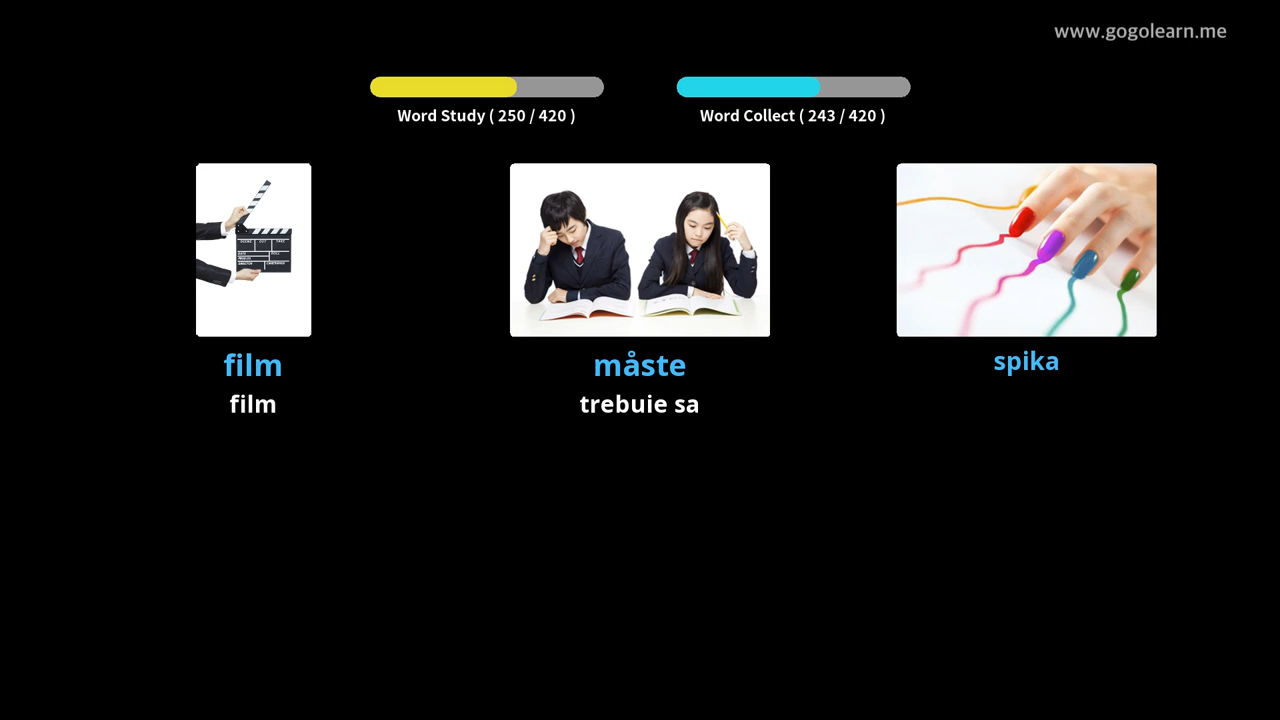 www.gogolearn.me
Word Study ( 250 / 420 )
Word Collect ( 243 / 420 )
film
måste
spika
film
trebuie sa